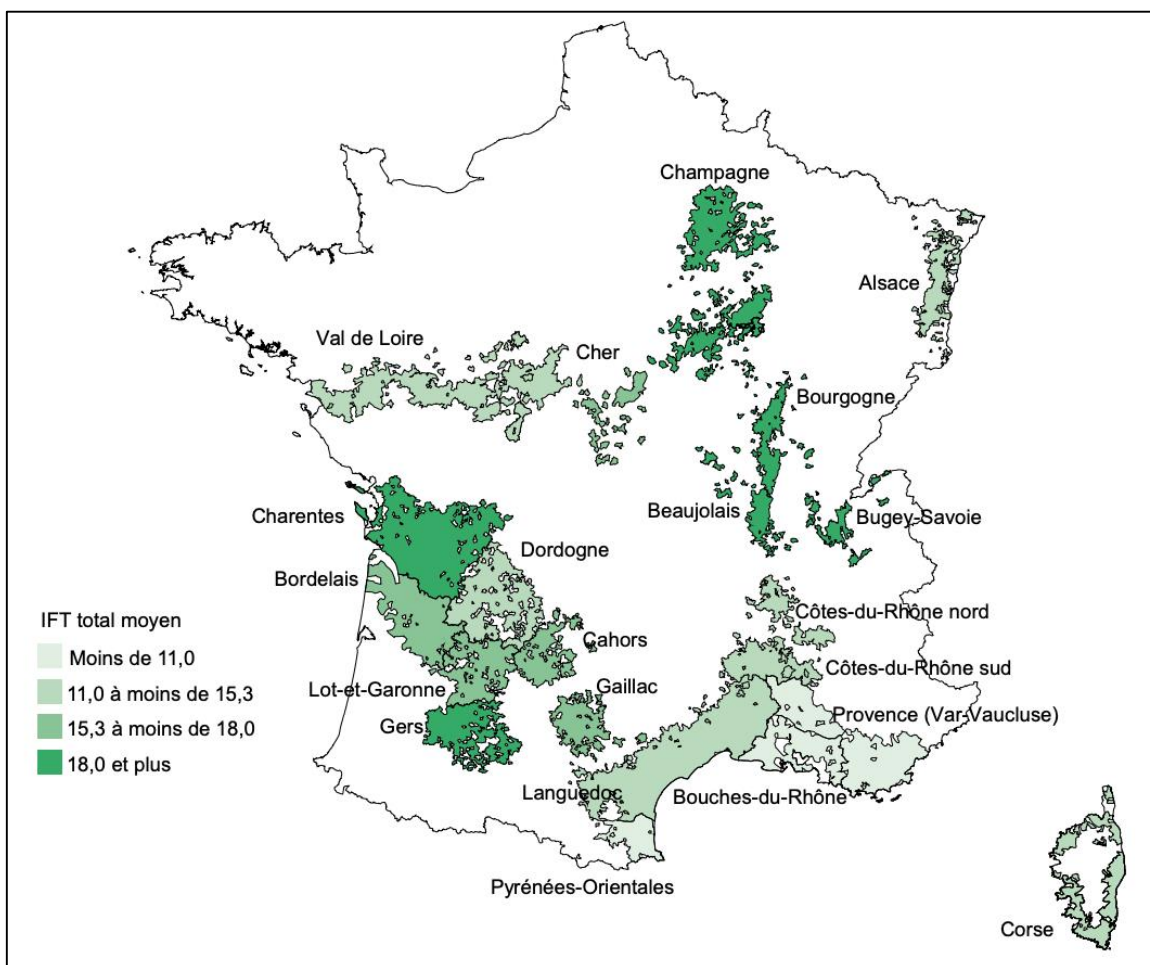 Champagne
Alsace
Val de Loire
Cher
Bourgogne
Charentes
Beaujolais
Bugey-Savoie
Dordogne
Bordelais
IFT total moyen
Moins de 11,0
11,0 à moins de 15,3
15,3 à moins de 18,0
18,0 et plus
Côtes-du-Rhône nord
Cahors
Côtes-du-Rhône sud
Lot-et-Garonne
Gaillac
Gers
Provence (Var-Vaucluse)
Languedoc
Bouches-du-Rhône
Pyrénées-Orientales
Corse